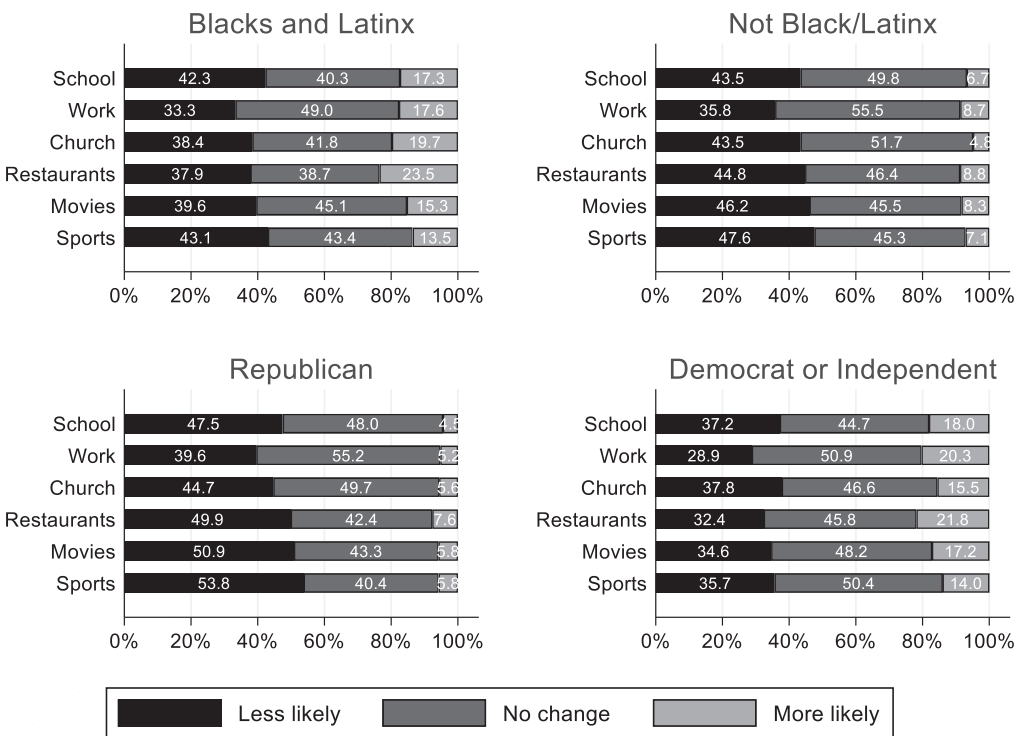 Blacks and Latinx
School 42.3 40.3 17.3
Work 33.3 49.0 17.6
Church 38.4 41.8 19.7
Restaurants 37.9 38.7 23.5
Movies 39.6 45.1 15.3
Sports 43.1 43.4 13.5
0% 20% 40% 60% 80% 100%
Not Black/Latinx
School 43.5 49.8 6.7
Work 35.8 55.5 8.7
Church 43.5 51.7 4.8
Restaurants 44.8 46.4 8.8
Movies 46.2 45.5 8.3
Sports 47.6 45.3 7.1
0% 20% 40% 60% 80% 100%
Republican
School 47.5 48.0 4.5
Work 39.6 55.2 5.2
Church 44.7 49.7 5.6
Restaurants 49.9 42.4 7.6
Movies 50.9 43.3 5.8
Sports 53.8 40.4 5.8
0% 20% 40% 60% 80% 100%
Democrat or Independent
School 37.2 44.7 18.0
Work 28.9 50.9 20.3
Church 37.8 46.6 15.5
Restaurants 32.4 45.8 21.8
Movies 34.6 48.2 17.2
Sports 35.7 50.4 14.0
0% 20% 40% 60% 80% 100%
Less likely No change More likely